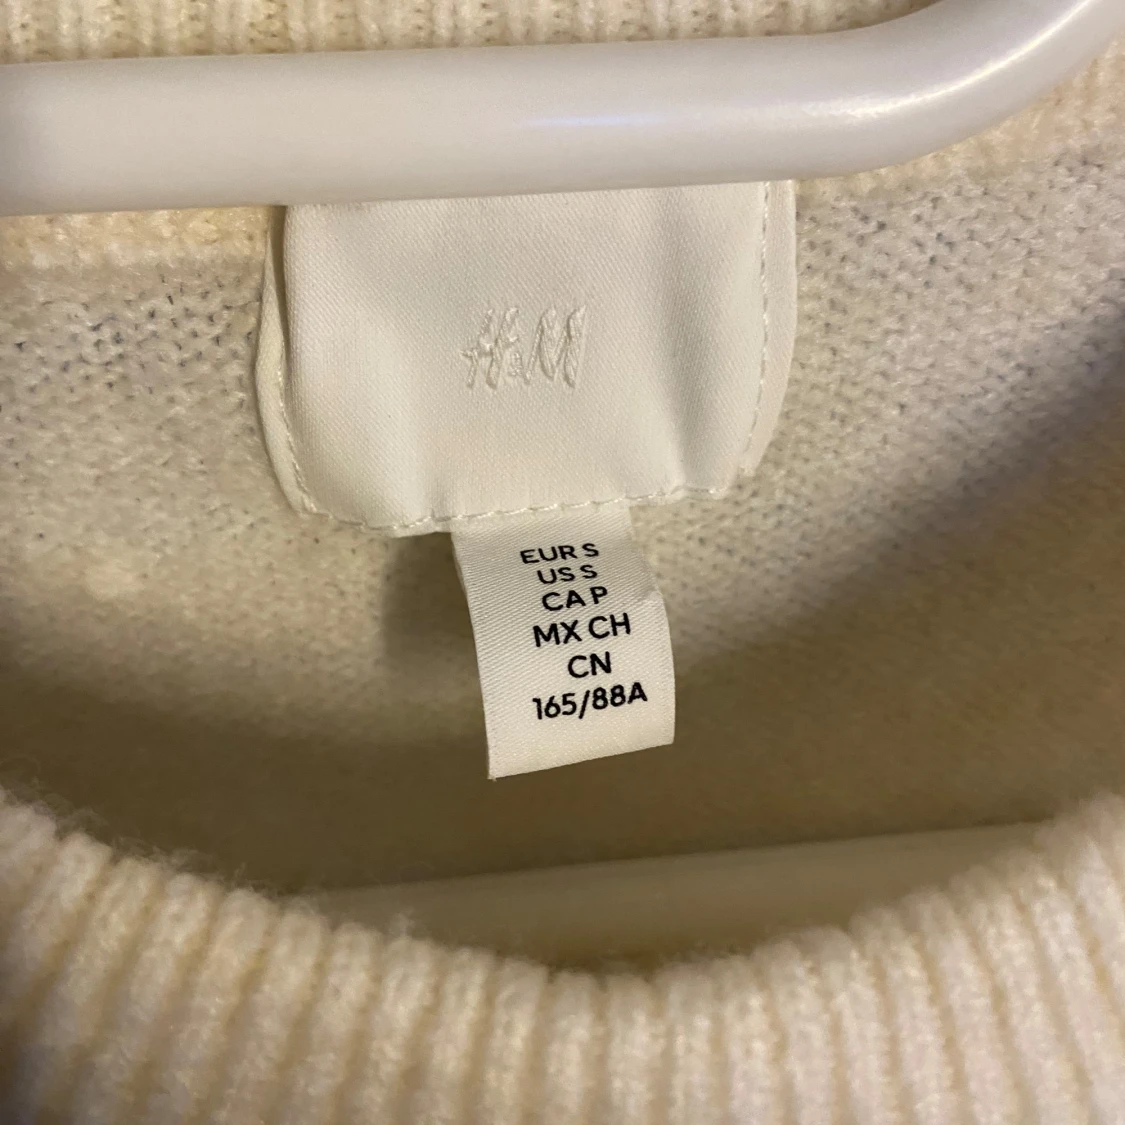 H&M
EUR S
US S
CA P
MX CH
CN
165/88A